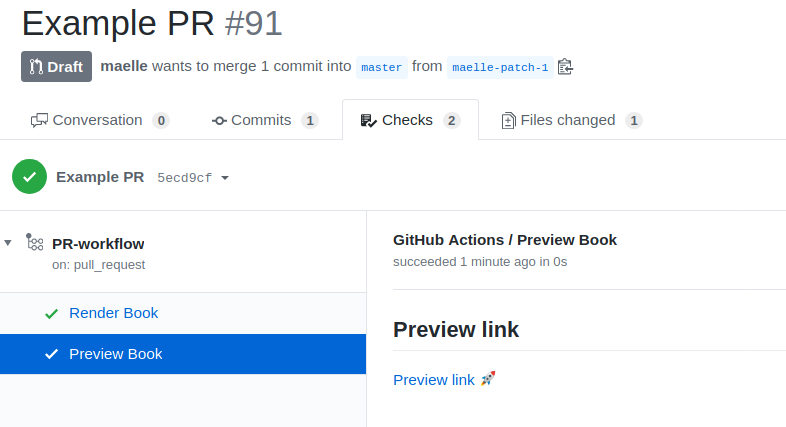 Example PR #91
Draft maelle wants to merge 1 commit into master from maelle-patch-1
Conversation 0 Commits 1 Checks 2 Files changed 1
Example PR 5ecd9cf
PR-workflow
on: pull_request
Render Book
Preview Book
GitHub Actions / Preview Book
succeeded 1 minute ago in 0s
Preview link
Preview link 🚀